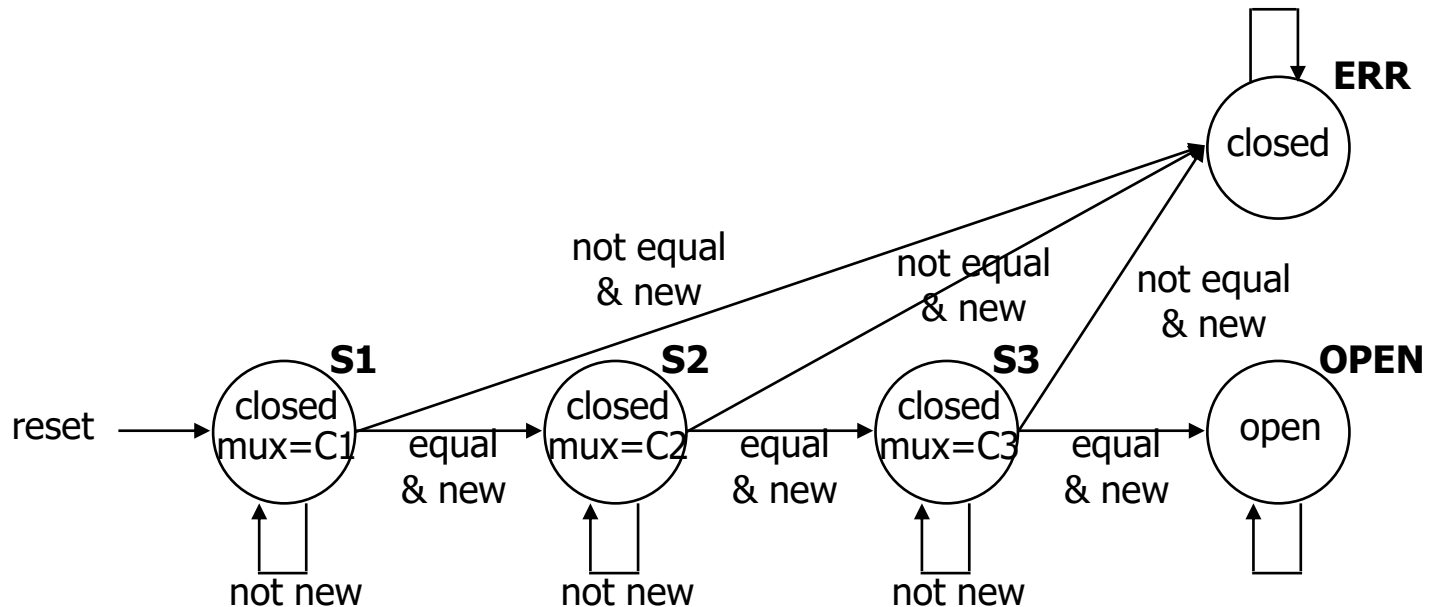 ERR
closed
not equal
& new
not equal
& new
not equal
& new
S1
S2
S3
OPEN
reset
closed
mux=C1
equal
& new
closed
mux=C2
equal
& new
closed
mux=C3
equal
& new
open
not new
not new
not new